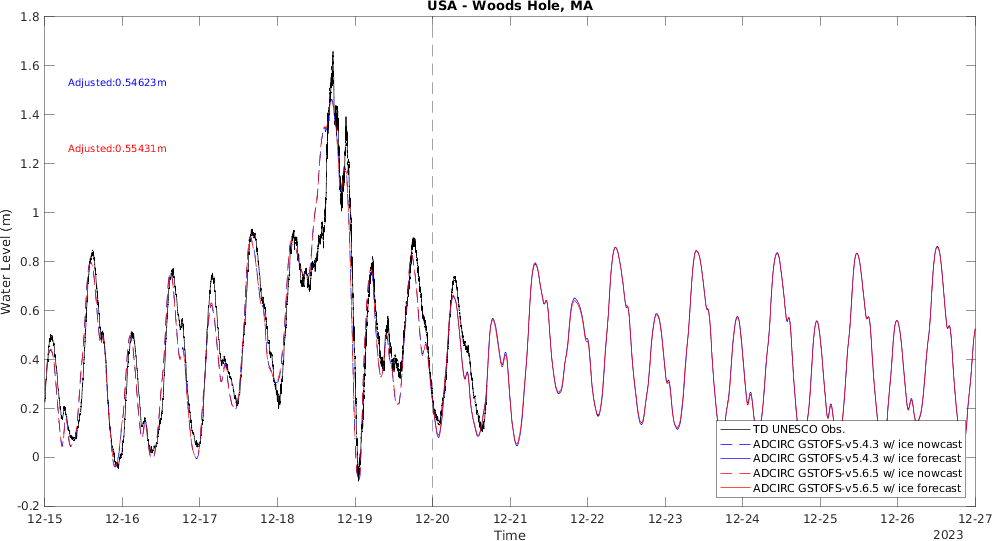 USA - Woods Hole, MA
1.8
1.6
1.4
1.2
1
0.8
0.6
0.4
0.2
0
-0.2
Water Level (m)
Adjusted:0.54623m
Adjusted:0.55431m
TD UNESCO Obs.
ADCIRC GSTOFS-v5.4.3 w/ ice nowcast
ADCIRC GSTOFS-v5.4.3 w/ ice forecast
ADCIRC GSTOFS-v5.6.5 w/ ice nowcast
ADCIRC GSTOFS-v5.6.5 w/ ice forecast
12-15 12-16 12-17 12-18 12-19 12-20 12-21 12-22 12-23 12-24 12-25 12-26 12-27
Time
2023